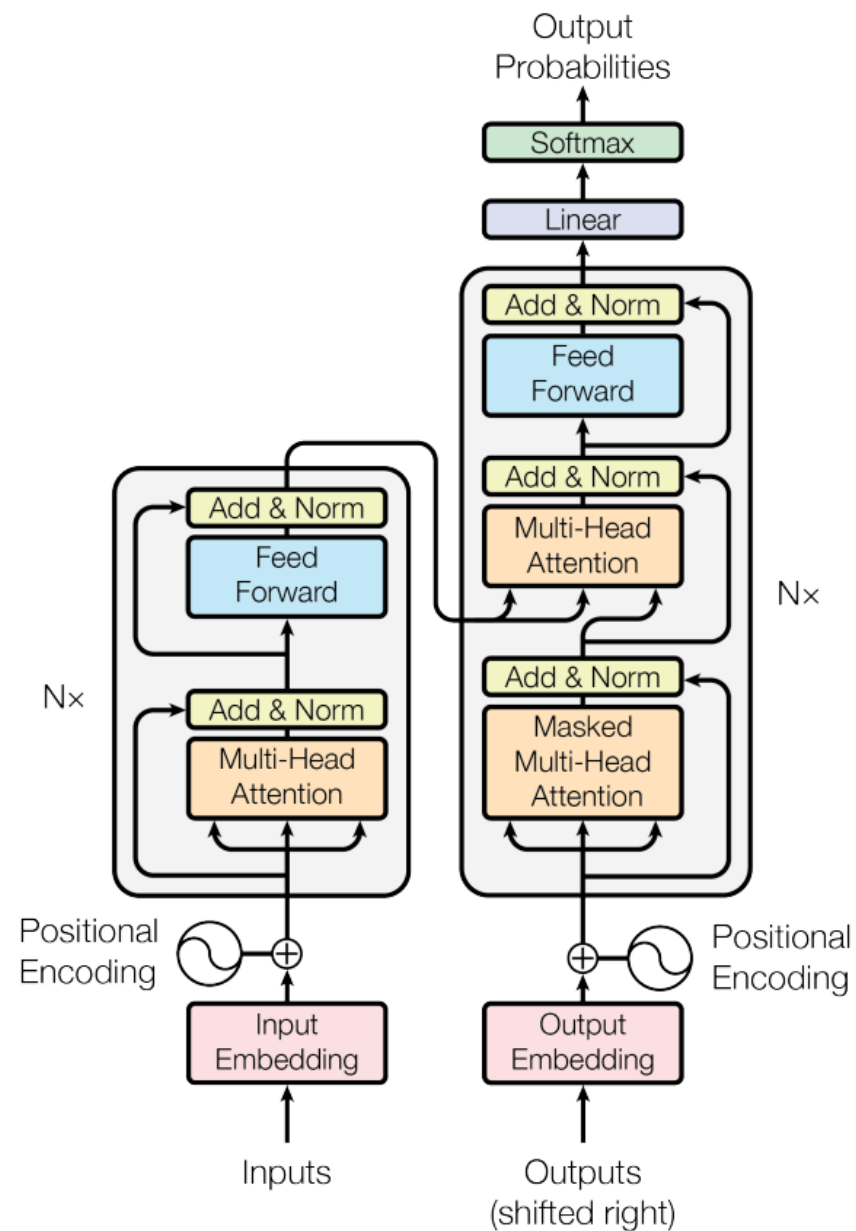 Output
Probabilities
Softmax
Linear
Add & Norm
Feed
Forward
Add & Norm
Multi-Head
Attention
Add & Norm
Masked
Multi-Head
Attention
N×
Add & Norm
Feed
Forward
Add & Norm
Multi-Head
Attention
N×
Positional
Encoding
Positional
Encoding
Input
Embedding
Output
Embedding
Inputs
Outputs
(shifted right)